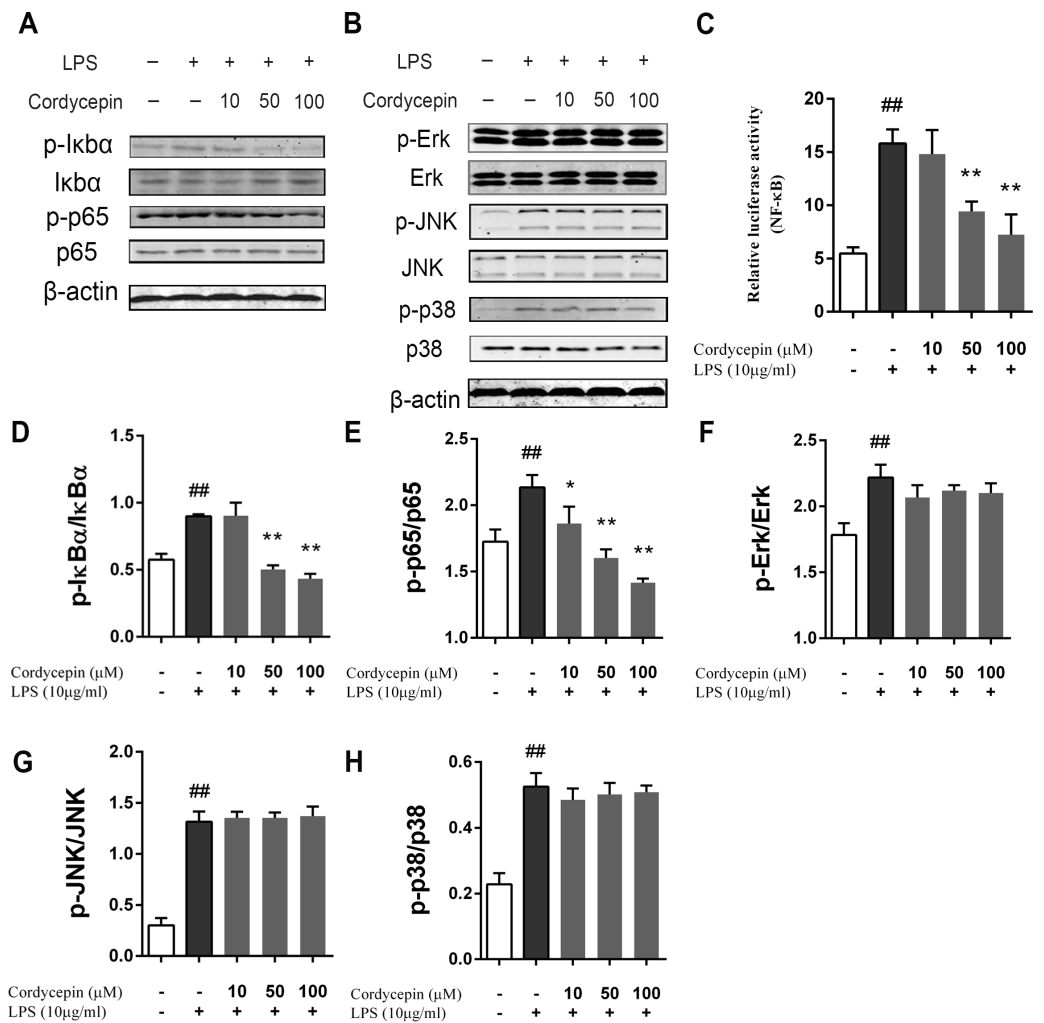 A
LPS − + + + +
Cordycepin − − 10 50 100
p-Iκbα
Iκbα
p-p65
p65
β-actin
B
LPS − + + + +
Cordycepin − − 10 50 100
p-Erk
Erk
p-JNK
JNK
p-p38
p38
β-actin
C
Relative luciferase activity
(NF-κB)
20
15
10
5
0
##
**
**
Cordycepin (μM) - - 10 50 100
LPS (10μg/ml) - + + + +
D
p-IκBα/IκBα
1.5
1.0
0.5
0.0
##
**
**
Cordycepin (μM) - - 10 50 100
LPS (10μg/ml) - + + + +
E
p-p65/p65
2.5
2.0
1.5
1.0
##
*
**
**
Cordycepin (μM) - - 10 50 100
LPS (10μg/ml) - + + + +
F
p-Erk/Erk
2.5
2.0
1.5
1.0
##
Cordycepin (μM) - - 10 50 100
LPS (10μg/ml) - + + + +
G
p-JNK/JNK
2.0
1.5
1.0
0.5
0.0
##
Cordycepin (μM) - - 10 50 100
LPS (10μg/ml) - + + + +
H
p-p38/p38
0.6
0.4
0.2
0.0
##
Cordycepin (μM) - - 10 50 100
LPS (10μg/ml) - + + + +